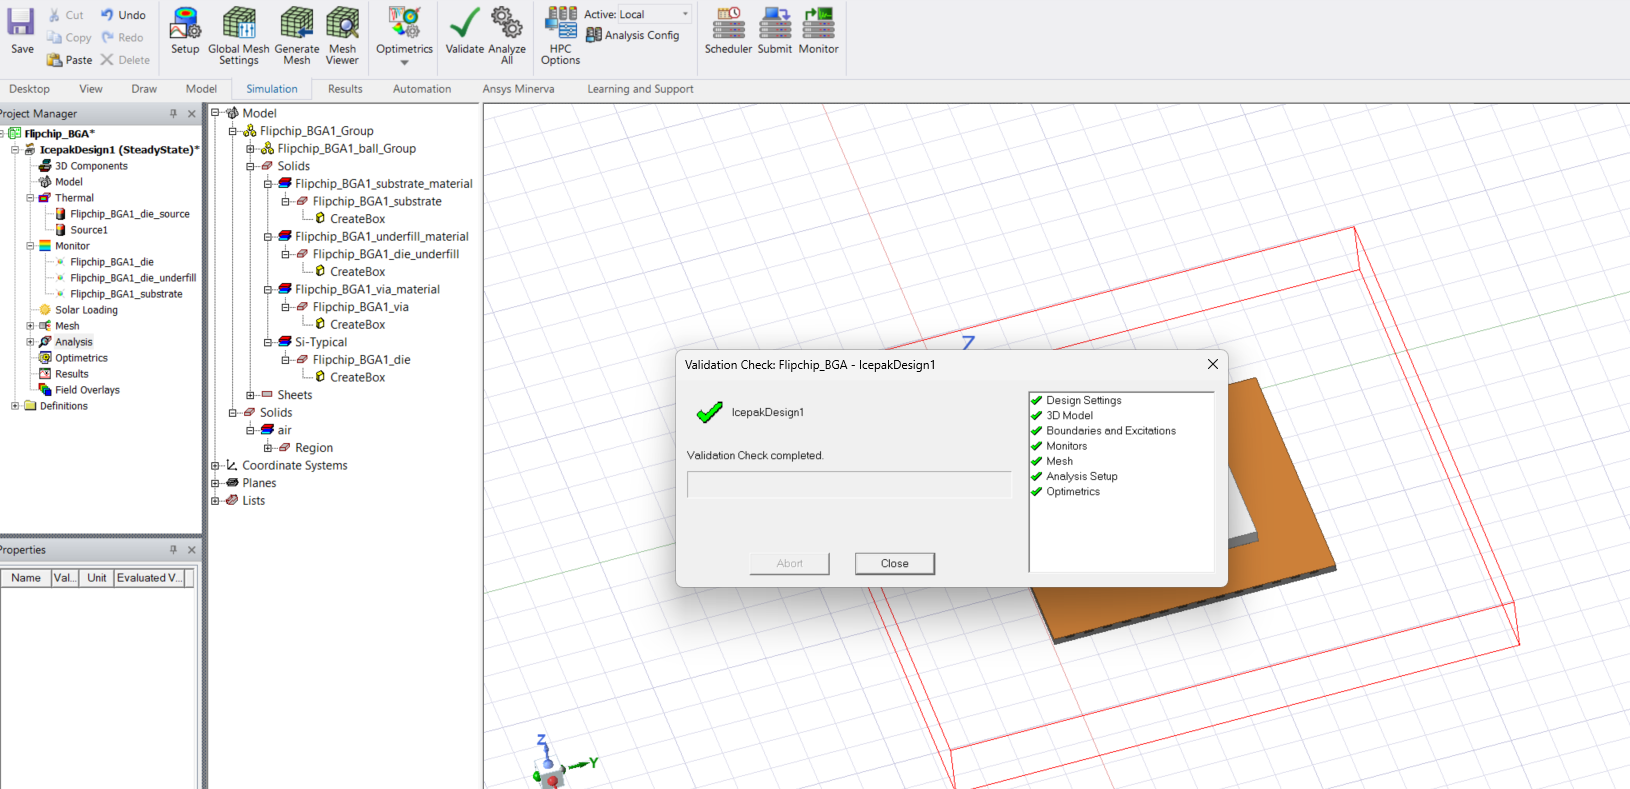 Save
Cut
Copy
Paste
Undo
Redo
Delete
Setup
Global Mesh
Settings
Generate
Mesh
Mesh
Viewer
Optimetrics
Validate
Analyze
All
HPC
Options
Active: Local
Analysis Config
Scheduler
Submit
Monitor
Desktop
View
Draw
Model
Simulation
Results
Automation
Ansys Minerva
Learning and Support
Project Manager
Flipchip_BGA*
IcepakDesign1 (SteadyState)*
3D Components
Model
Thermal
Flipchip_BGA1_die_source
Source1
Monitor
Flipchip_BGA1_die
Flipchip_BGA1_die_underfill
Flipchip_BGA1_substrate
Solar Loading
Mesh
Analysis
Optimetrics
Results
Field Overlays
Definitions
Properties
Name
Val...
Unit
Evaluated V...
Model
Flipchip_BGA1_Group
Flipchip_BGA1_ball_Group
Solids
Flipchip_BGA1_substrate_material
Flipchip_BGA1_substrate
CreateBox
Flipchip_BGA1_underfill_material
Flipchip_BGA1_die_underfill
CreateBox
Flipchip_BGA1_via_material
Flipchip_BGA1_via
CreateBox
Si-Typical
Flipchip_BGA1_die
CreateBox
Sheets
Solids
air
Region
Coordinate Systems
Planes
Lists
Z
Validation Check: Flipchip_BGA - IcepakDesign1
IcepakDesign1
Validation Check completed.
Abort
Close
Design Settings
3D Model
Boundaries and Excitations
Monitors
Mesh
Analysis Setup
Optimetrics
Z
Y